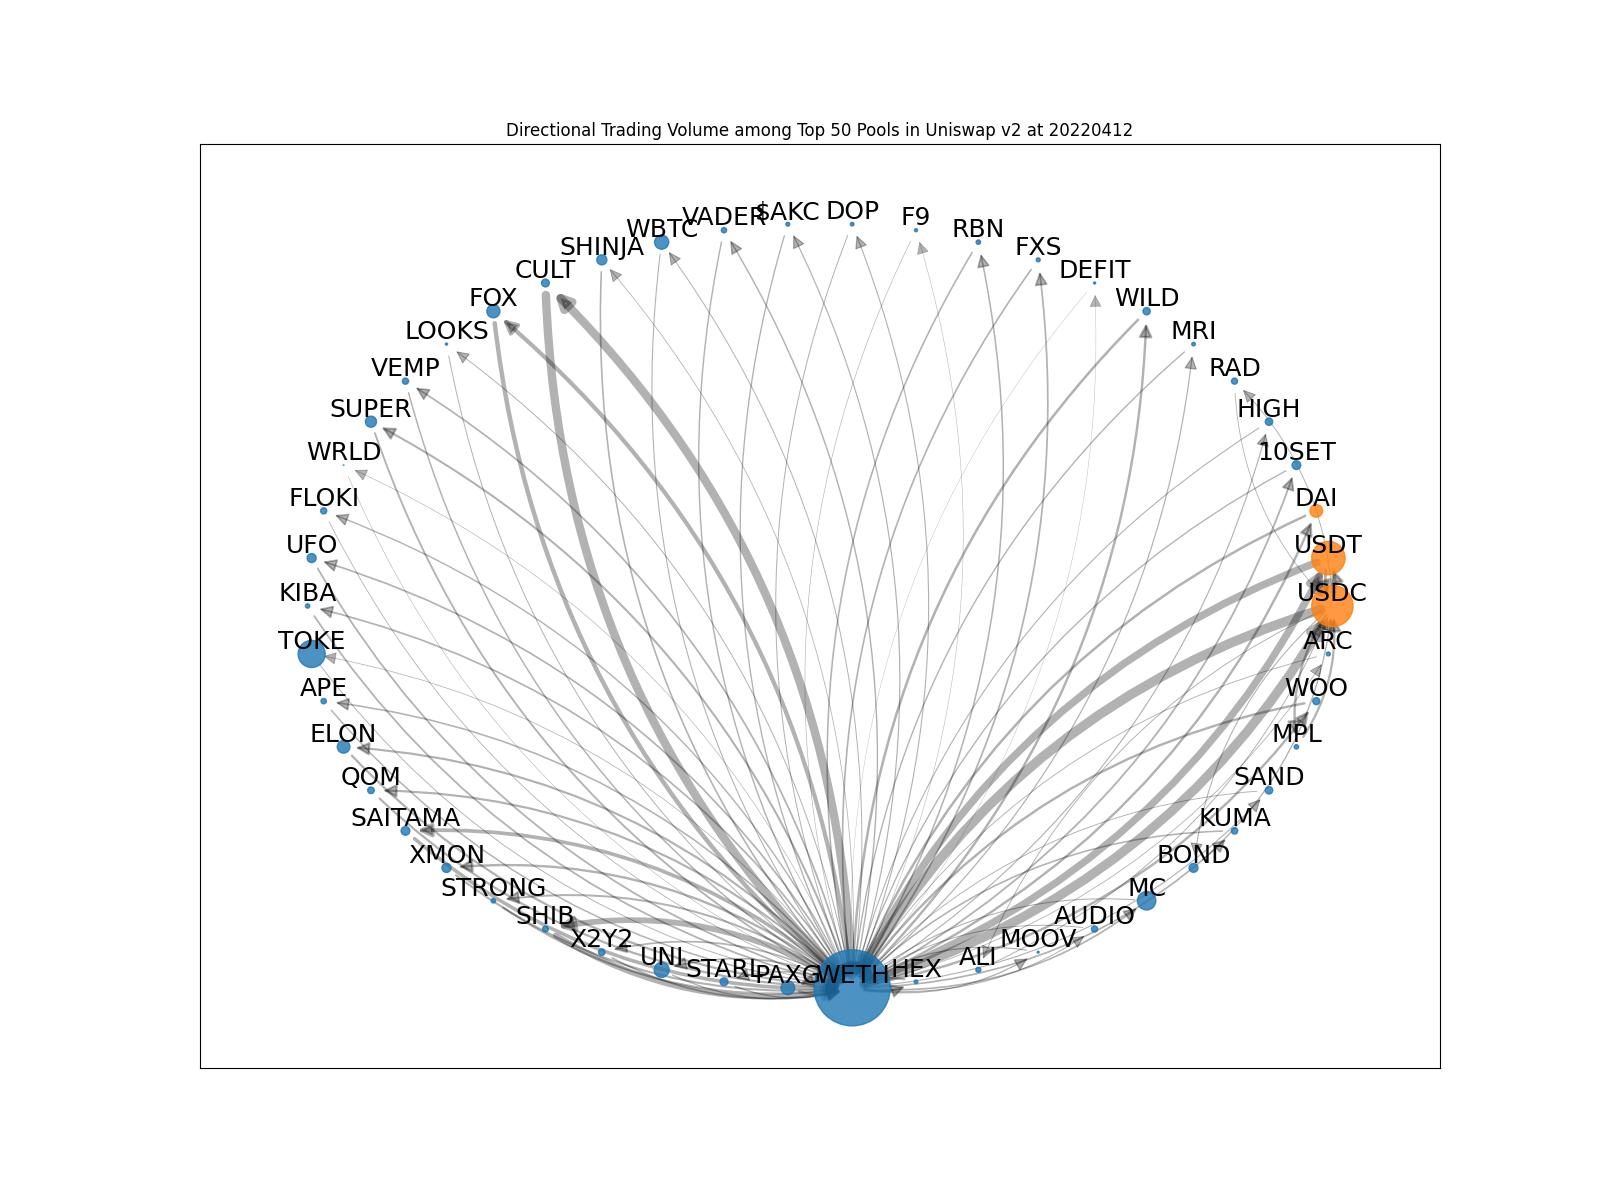 Directional Trading Volume among Top 50 Pools in Uniswap v2 at 20220412
VADER
$AKC
DOP
F9
WBTC
RBN
SHINJA
FXS
CULT
DEFIT
FOX
WILD
LOOKS
MRI
VEMP
RAD
SUPER
HIGH
WRLD
10SET
FLOKI
DAI
UFO
USDT
KIBA
USDC
TOKE
ARC
APE
WOO
ELON
MPL
QOM
SAND
SAITAMA
KUMA
XMON
BOND
STRONG
MC
SHIB
AUDIO
X2Y2
MOOV
UNI
ALI
STARL
PAXG
WETH
HEX